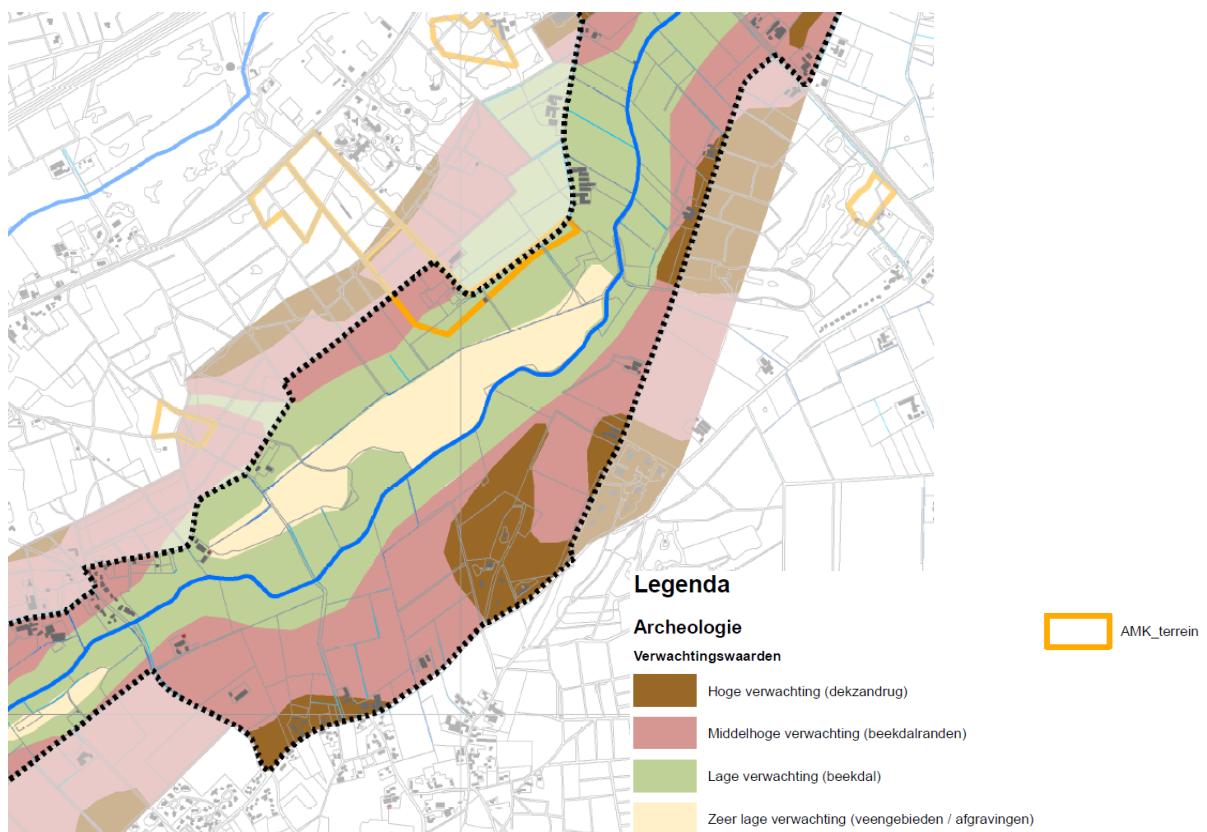 Legenda
Archeologie
Verwachtingswaarden
Hoge verwachting (dekzandrug)
Middelhoge verwachting (beekdalranden)
Lage verwachting (beekdal)
Zeer lage verwachting (veengebieden / afgravingen)
AMK_terrein